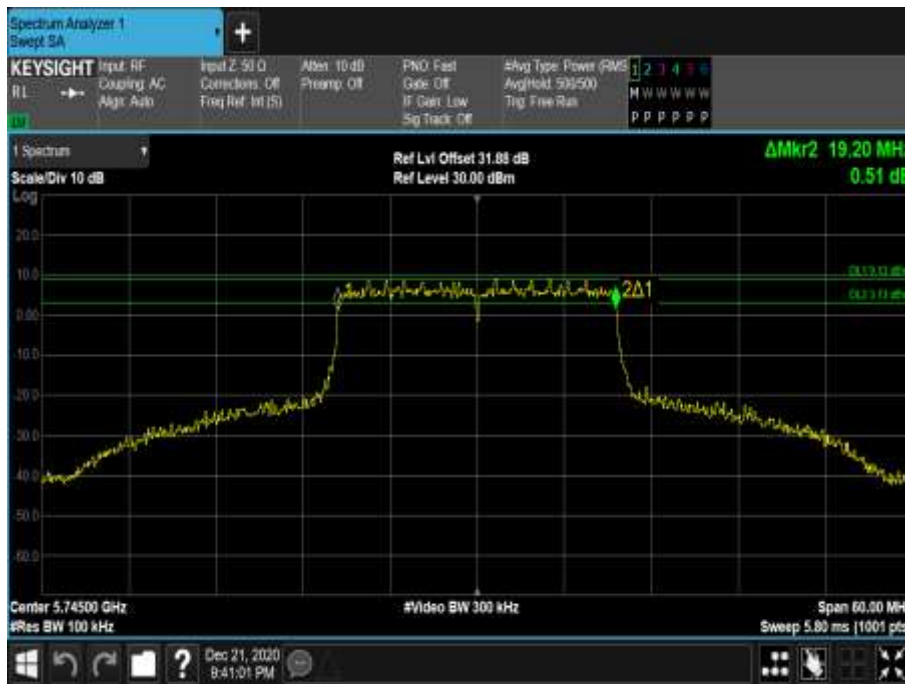 Spectrum Analyzer 1
Swept SA
+
KEYSIGHT
RL
Input: RF
Coupling: AC
Align: Auto
Input Z: 50 Ω
Corrections: Off
Freq Ref: Int (S)
Atten: 10 dB
Preamp: Off
PNO: Fast
Gate: Off
IF Gain: Low
Sig Track: Off
#Avg Type: Power (RMS
Avg|Hold: 500/500
Trig: Free Run
1 2 3 4 5 6
M W W W W W
P P P P P P
1 Spectrum
Scale/Div 10 dB
Log
Ref Lvl Offset 31.88 dB
Ref Level 30.00 dBm
ΔMkr2 19.20 MH
0.51 dB
20.0
10.0
0.00
-10.0
-20.0
-30.0
-40.0
-50.0
-60.0
2Δ1
Center 5.74500 GHz
#Res BW 100 kHz
#Video BW 300 kHz
Span 60.00 MH
Sweep 5.80 ms (1001 pts
?
Dec 21, 2020
9:41:01 PM